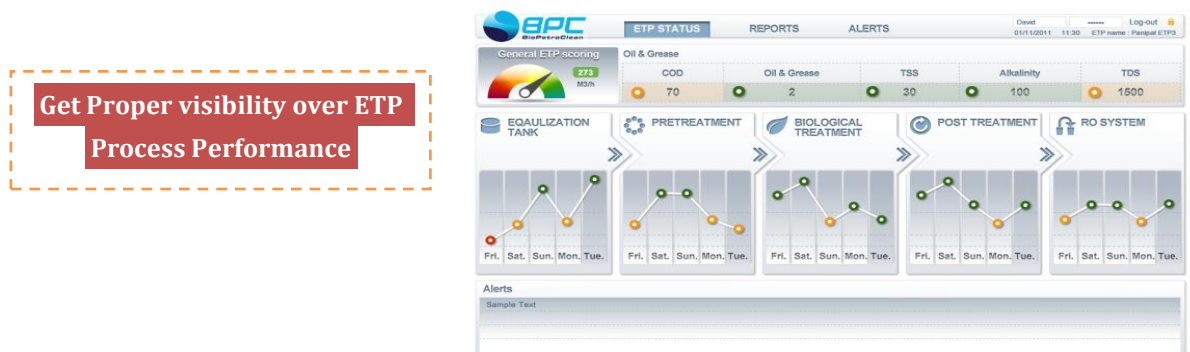 Get Proper visibility over ETP
Process Performance
BPC
BioPetroClean
ETP STATUS REPORTS ALERTS
David ------ Log-out
01/11/2011 11:30 ETP name : Panipat ETP3
General ETP scoring
273
M3/h
Oil & Grease
COD Oil & Grease TSS Alkalinity TDS
70 2 30 100 1500
EQAULIZATION
TANK
PRETREATMENT
BIOLOGICAL
TREATMENT
POST TREATMENT
RO SYSTEM
Fri. Sat. Sun. Mon. Tue.
Fri. Sat. Sun. Mon. Tue.
Fri. Sat. Sun. Mon. Tue.
Fri. Sat. Sun. Mon. Tue.
Fri. Sat. Sun. Mon. Tue.
Alerts
Sample Text